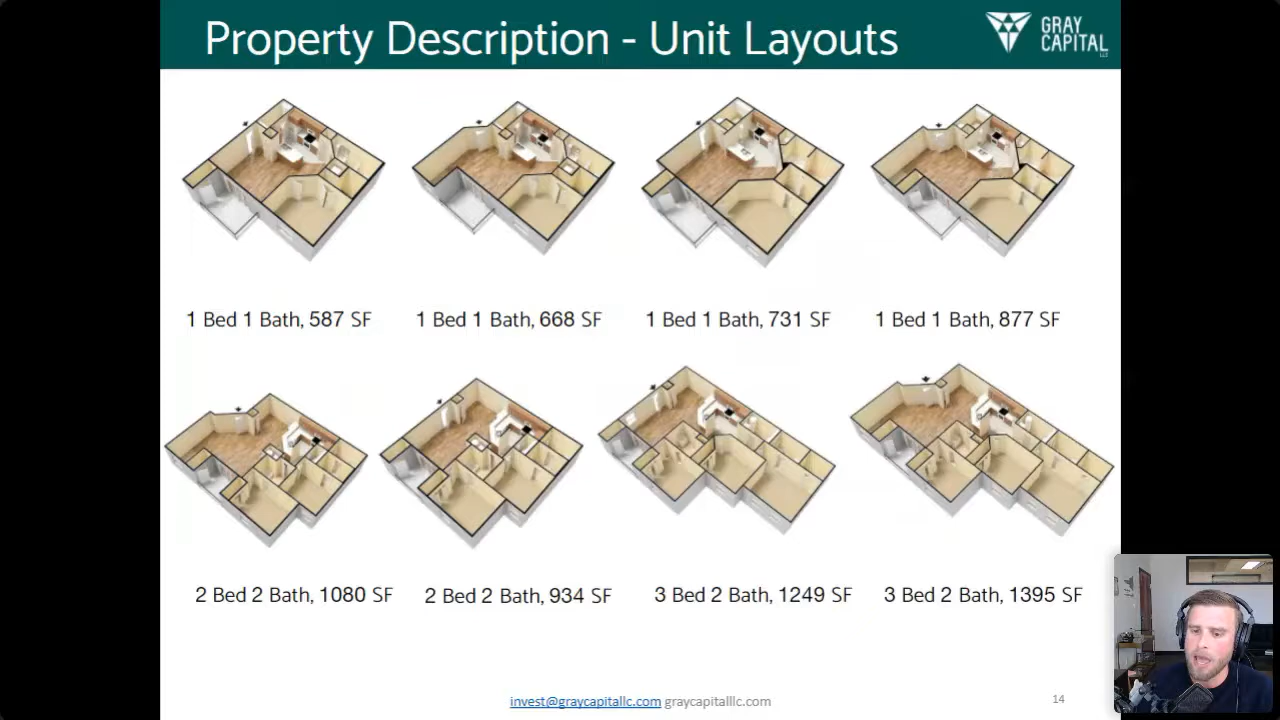 Property Description - Unit Layouts
GRAY
CAPITAL
LLC
1 Bed 1 Bath, 587 SF
1 Bed 1 Bath, 668 SF
1 Bed 1 Bath, 731 SF
1 Bed 1 Bath, 877 SF
2 Bed 2 Bath, 1080 SF
2 Bed 2 Bath, 934 SF
3 Bed 2 Bath, 1249 SF
3 Bed 2 Bath, 1395 SF
invest@graycapitallc.com graycapitalllc.com
14